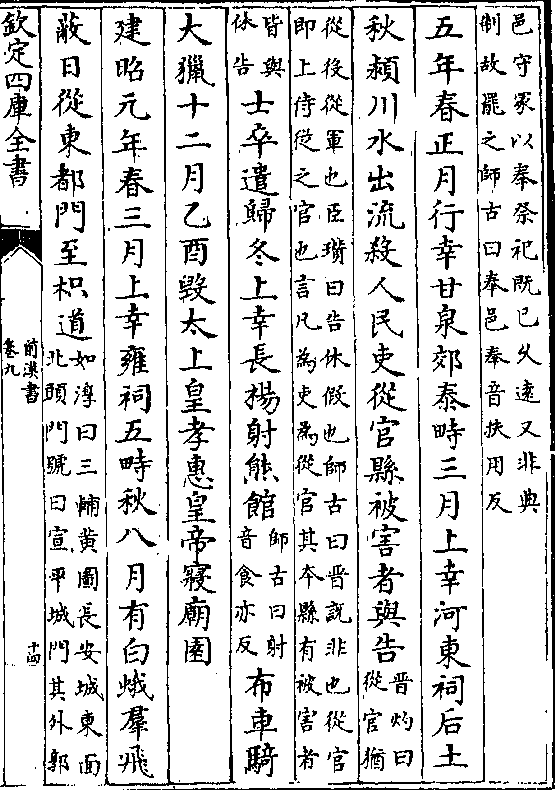 邑守冢以奉祭祀既已久遠又非典
制故罷之師古曰奉邑奉音扶用反
五年春正月行幸甘泉郊泰畤三月上幸河東祠后土
秋潁川水出流殺人民吏從官縣被害者與告
晋灼曰
從官猶
從役從軍也臣瓚曰告休假也師古曰晋說非也從官
即上侍從之官也言凡為吏為從官其本縣有被害者
皆與
休告
士卒遣歸冬上幸長楊射熊館
師古曰射
音食亦反
布車騎
大獵十二月乙酉毀太上皇孝惠皇帝寢廟園
建昭元年春三月上幸雍祠五畤秋八月有白蛾羣飛
蔽日從東都門至枳道
如淳曰三輔黄圖長安城東面
北頭門號曰宣平城門其外郭
欽定四庫全書
前漢書
卷九
十四